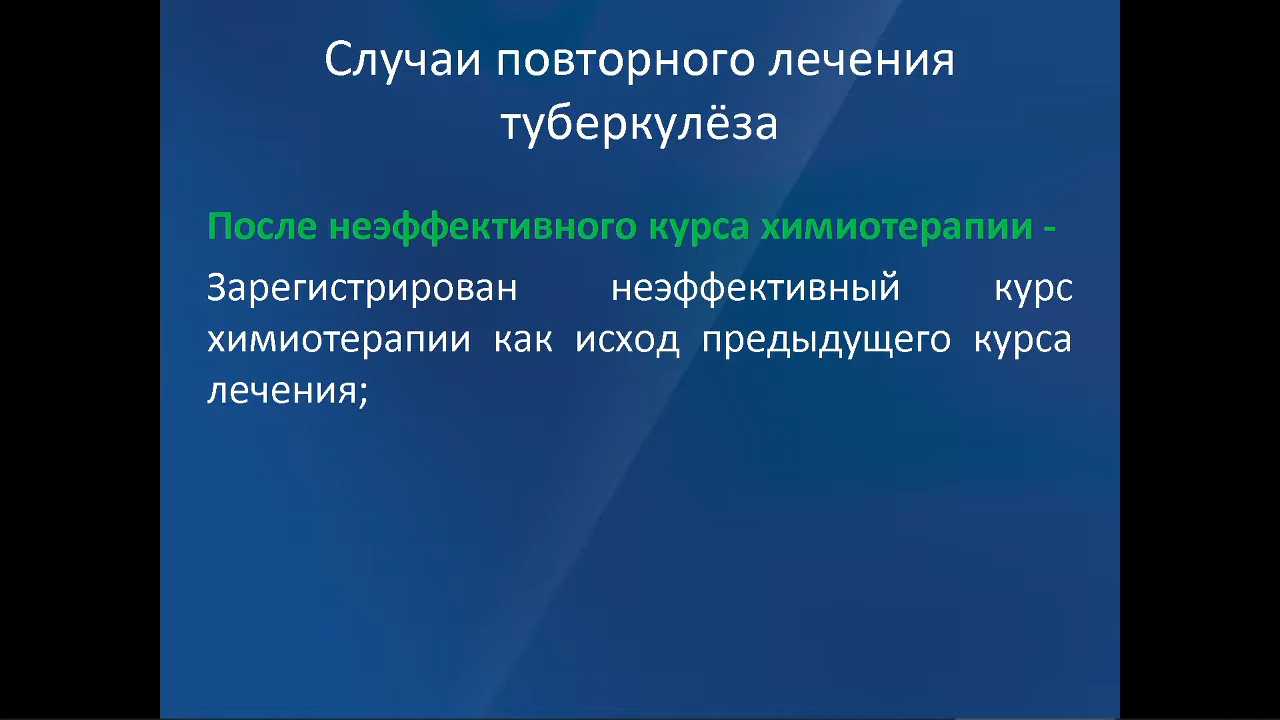 Случаи повторного лечения
туберкулёза
После неэффективного курса химиотерапии -
Зарегистрирован неэффективный курс
химиотерапии как исход предыдущего курса
лечения;